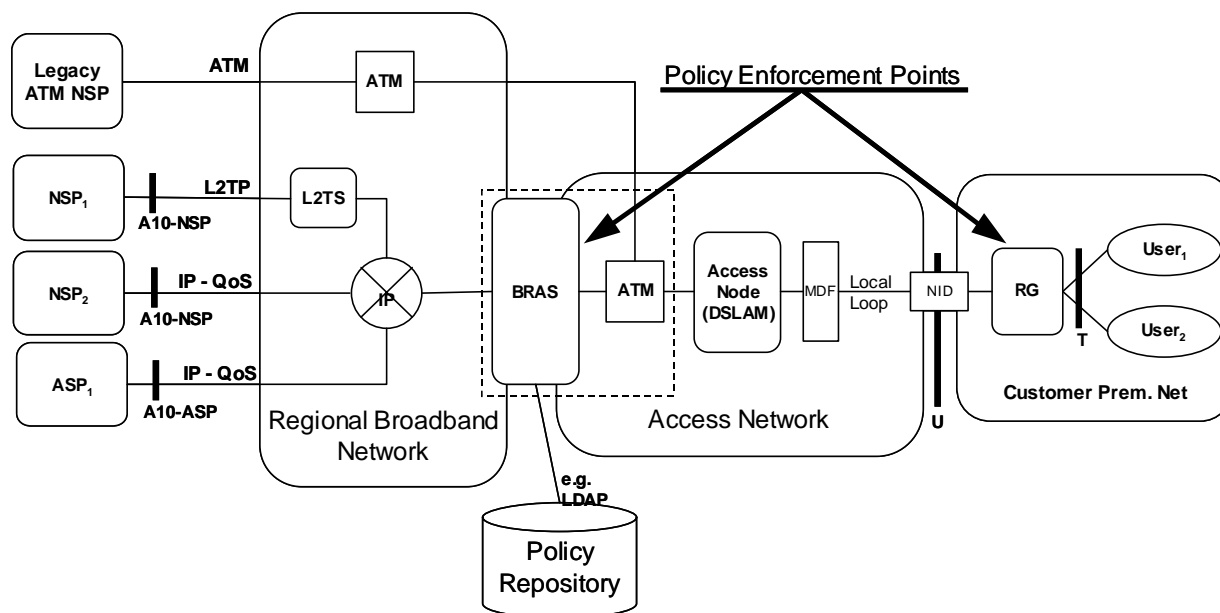 Legacy
ATM NSP
ATM
ATM
Policy Enforcement Points
NSP1
L2TP
A10-NSP
L2TS
NSP2
IP - QoS
A10-NSP
IP
ASP1
IP - QoS
A10-ASP
Regional Broadband
Network
BRAS
ATM
Access
Node
(DSLAM)
MDF
Local
Loop
NID
U
Access Network
RG
T
User1
User2
Customer Prem. Net
e.g.
LDAP
Policy
Repository